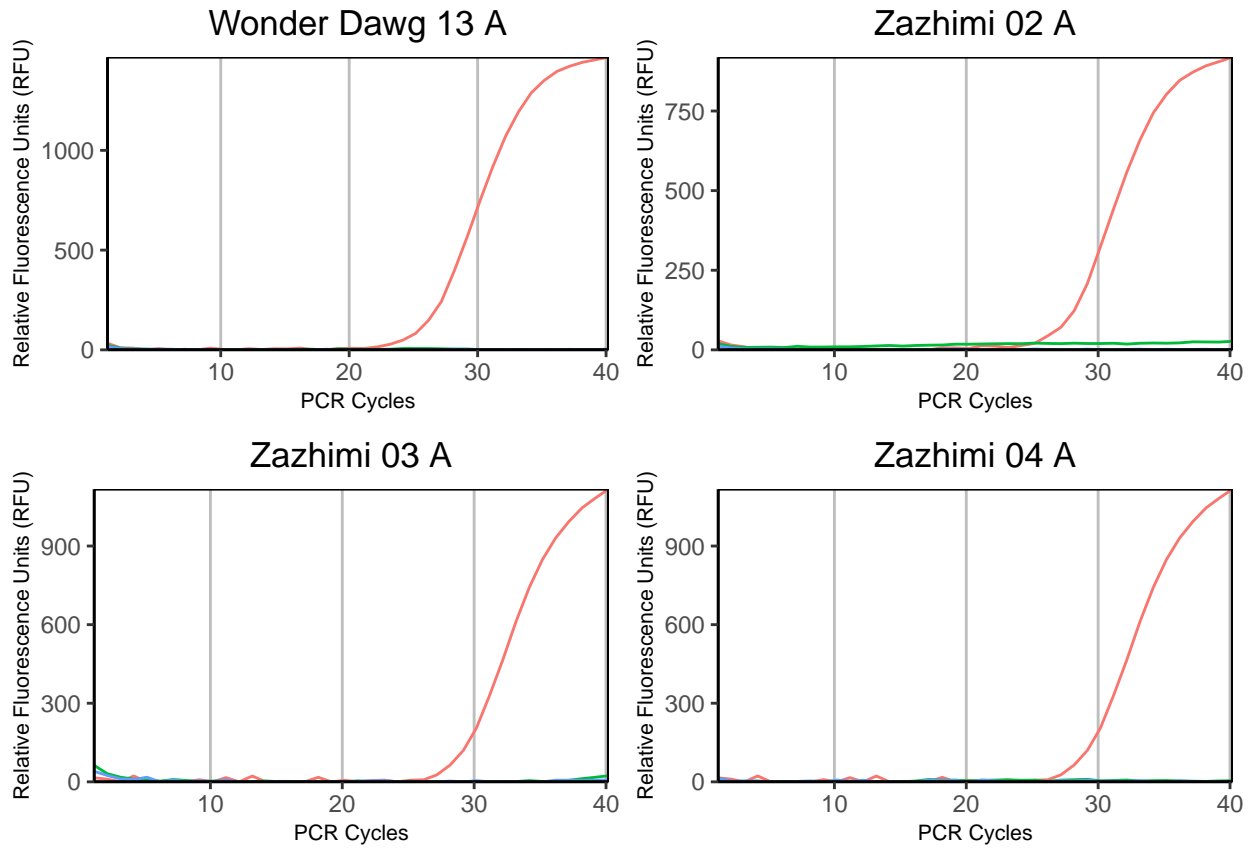 Wonder Dawg 13 A
Relative Fluorescence Units (RFU)
1000
500
0
10 20 30 40
PCR Cycles
Zazhimi 02 A
Relative Fluorescence Units (RFU)
750
500
250
0
10 20 30 40
PCR Cycles
Zazhimi 03 A
Relative Fluorescence Units (RFU)
900
600
300
0
10 20 30 40
PCR Cycles
Zazhimi 04 A
Relative Fluorescence Units (RFU)
900
600
300
0
10 20 30 40
PCR Cycles